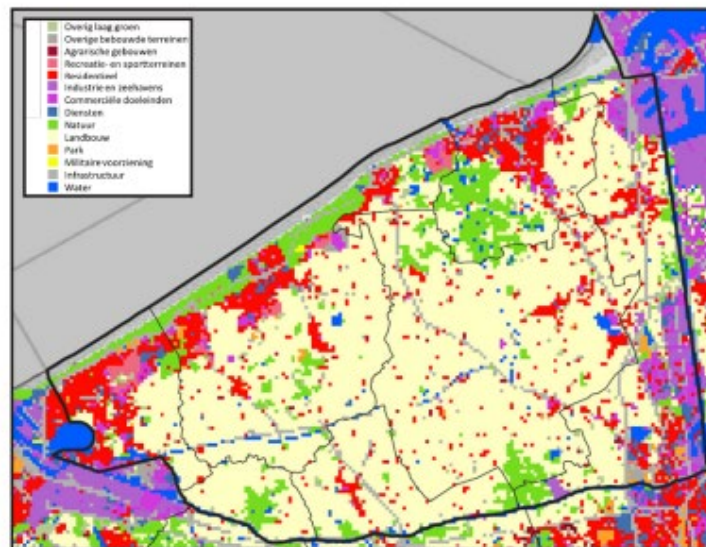 Overig laag groen
Overige bebouwde terreinen
Agrarische gebouwen
Recreatie- en sportterreinen
Residentieel
Industrie en zeehavens
Commerciële doeleinden
Diensten
Natuur
Landbouw
Park
Militaire voorziening
Infrastructuur
Water